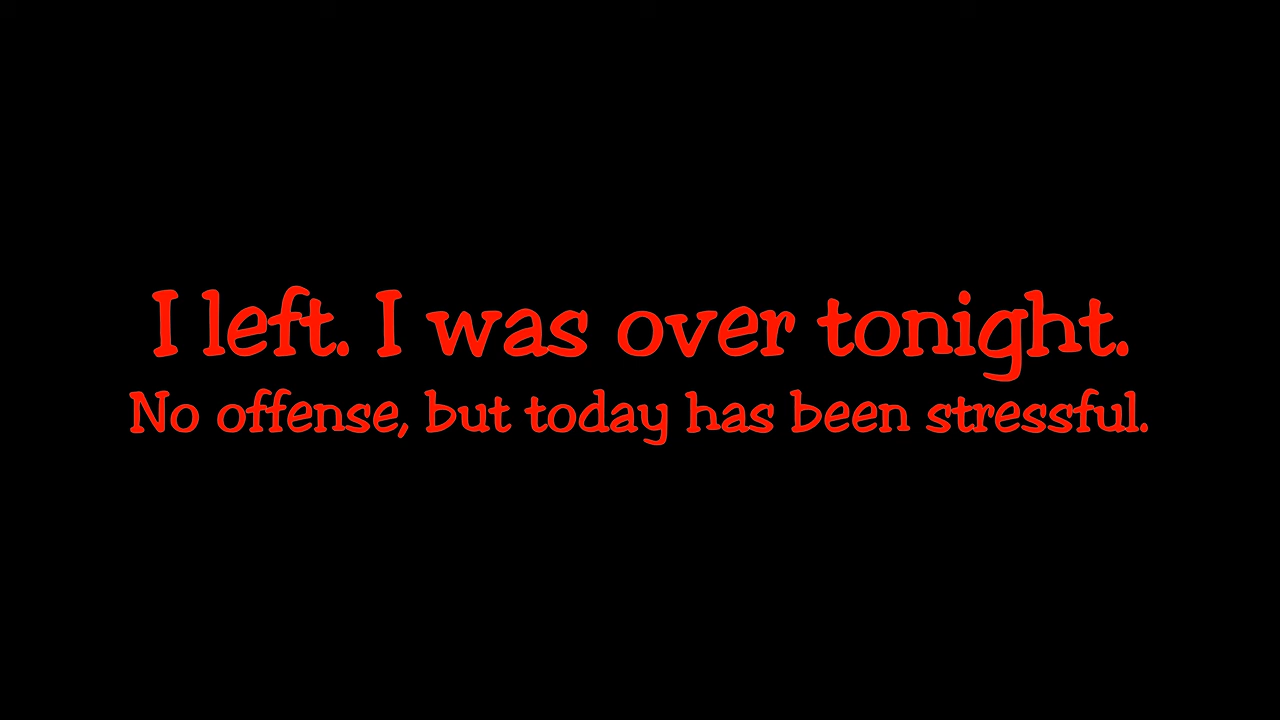 I left. I was over tonight.
No offense, but today has been stressful.